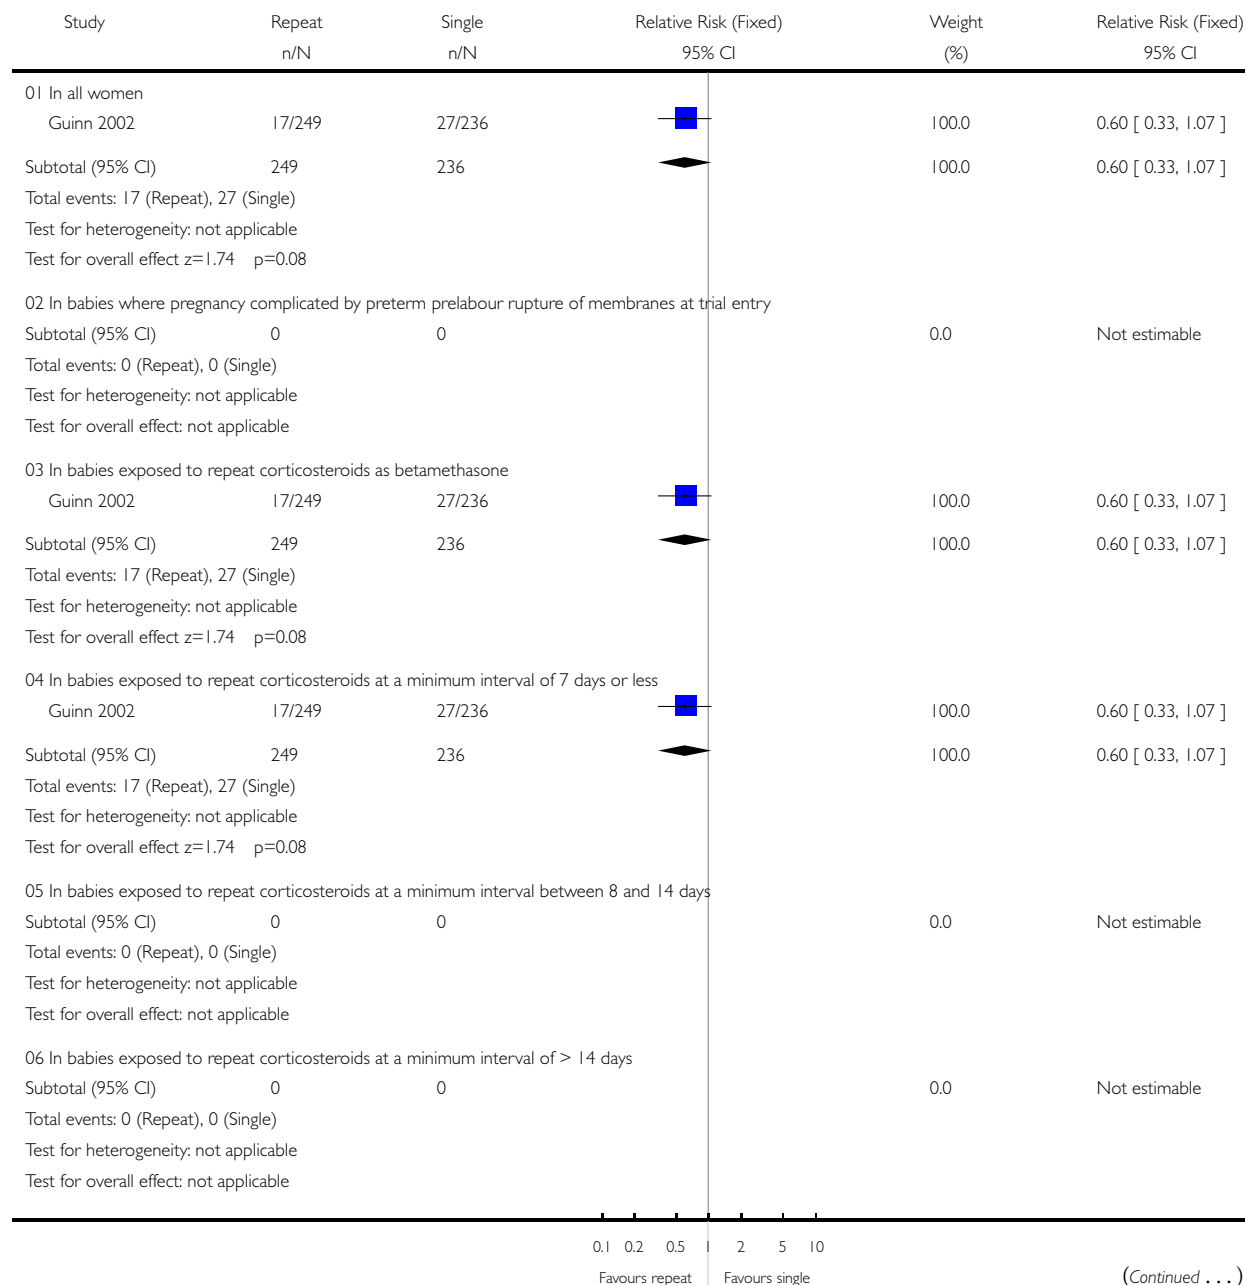 Study Repeat Single Relative Risk (Fixed) Weight Relative Risk (Fixed)
n/N n/N 95% CI (%) 95% CI
01 In all women
Guinn 2002 17/249 27/236 100.0 0.60 [ 0.33, 1.07 ]
Subtotal (95% CI) 249 236 100.0 0.60 [ 0.33, 1.07 ]
Total events: 17 (Repeat), 27 (Single)
Test for heterogeneity: not applicable
Test for overall effect z=1.74 p=0.08
02 In babies where pregnancy complicated by preterm prelabour rupture of membranes at trial entry
Subtotal (95% CI) 0 0 0.0 Not estimable
Total events: 0 (Repeat), 0 (Single)
Test for heterogeneity: not applicable
Test for overall effect: not applicable
03 In babies exposed to repeat corticosteroids as betamethasone
Guinn 2002 17/249 27/236 100.0 0.60 [ 0.33, 1.07 ]
Subtotal (95% CI) 249 236 100.0 0.60 [ 0.33, 1.07 ]
Total events: 17 (Repeat), 27 (Single)
Test for heterogeneity: not applicable
Test for overall effect z=1.74 p=0.08
04 In babies exposed to repeat corticosteroids at a minimum interval of 7 days or less
Guinn 2002 17/249 27/236 100.0 0.60 [ 0.33, 1.07 ]
Subtotal (95% CI) 249 236 100.0 0.60 [ 0.33, 1.07 ]
Total events: 17 (Repeat), 27 (Single)
Test for heterogeneity: not applicable
Test for overall effect z=1.74 p=0.08
05 In babies exposed to repeat corticosteroids at a minimum interval between 8 and 14 days
Subtotal (95% CI) 0 0 0.0 Not estimable
Total events: 0 (Repeat), 0 (Single)
Test for heterogeneity: not applicable
Test for overall effect: not applicable
06 In babies exposed to repeat corticosteroids at a minimum interval of > 14 days
Subtotal (95% CI) 0 0 0.0 Not estimable
Total events: 0 (Repeat), 0 (Single)
Test for heterogeneity: not applicable
Test for overall effect: not applicable
0.1 0.2 0.5 1 2 5 10
Favours repeat Favours single (Continued . . . )